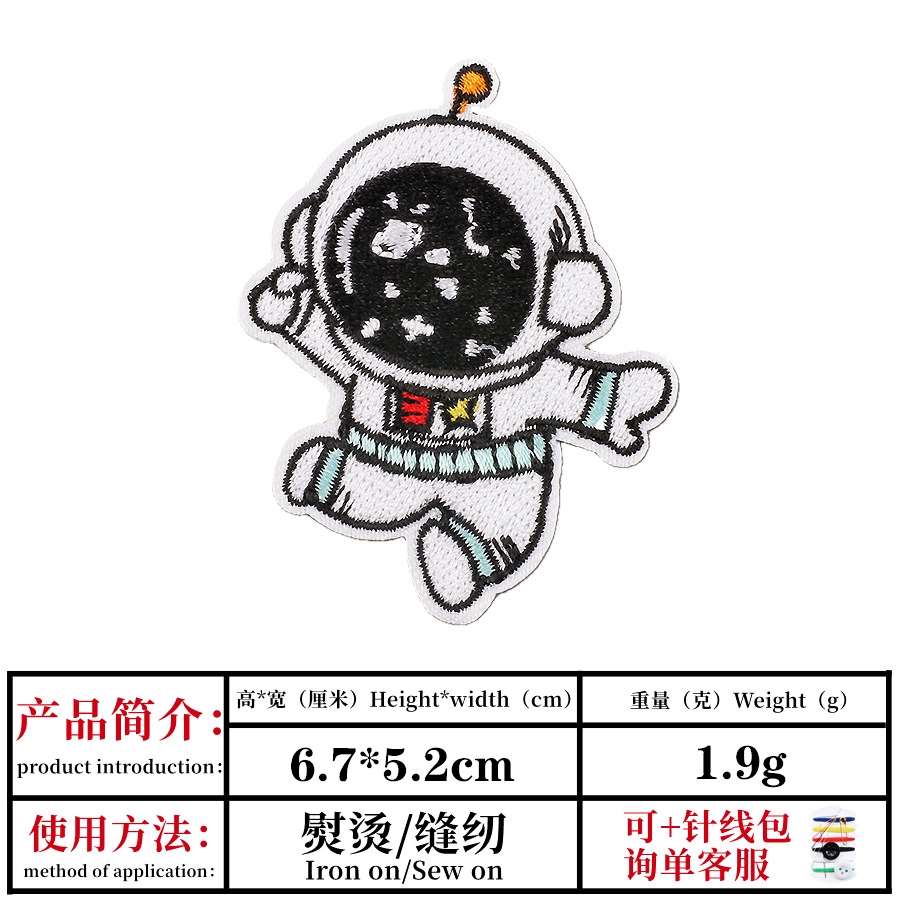 产品简介：
product introduction:
高*宽（厘米）Height*width（cm）
重量（克）Weight（g）
6.7*5.2cm
1.9g
使用方法：
method of application:
熨烫/缝纫
Iron on/Sew on
可+针线包
询单客服